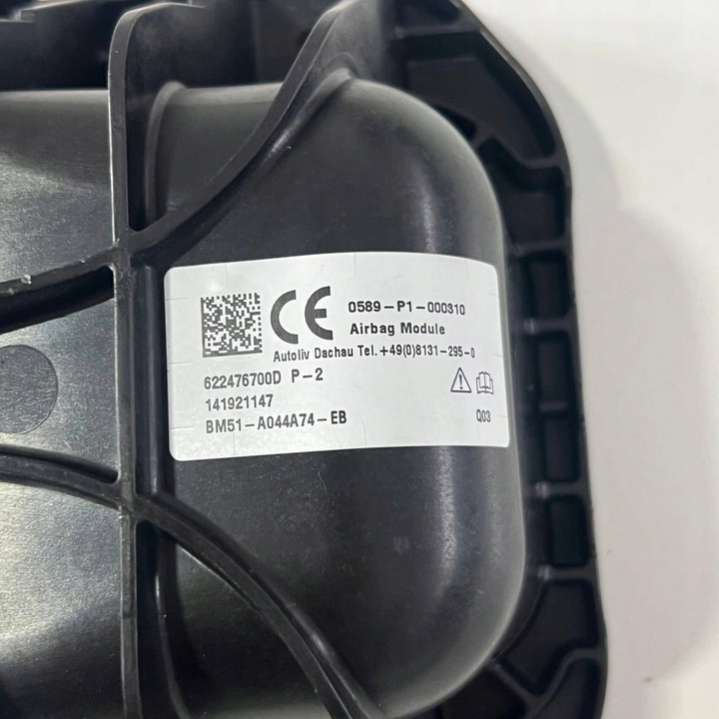 CE 0589-P1-000310
Airbag Module
Autoliv Dachau Tel.+49(0)8131-295-0
622476700D P-2
141921147
BM51-A044A74-EB
Q03